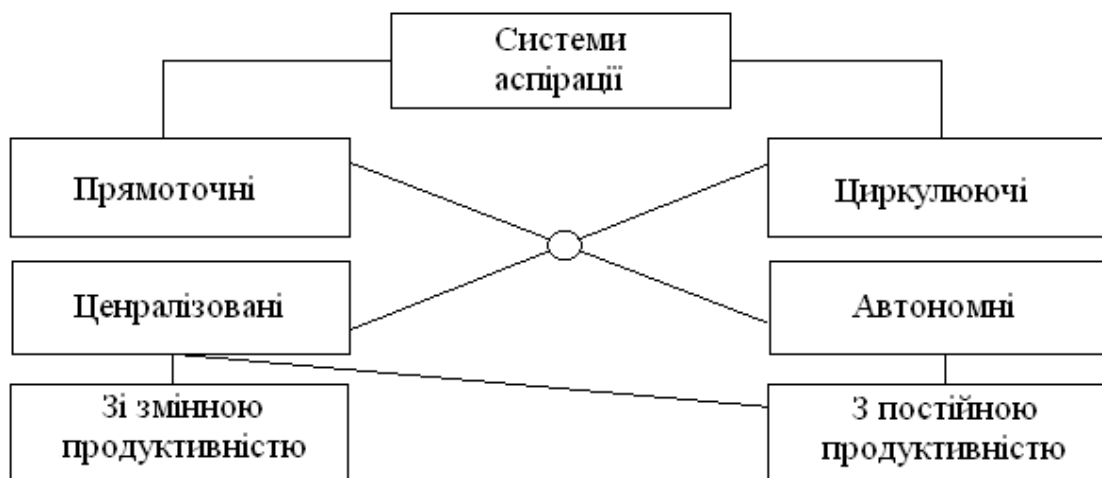 Системи
аспірації
Прямоточні
Циркулюючі
Ценралізовані
Автономні
Зі змінною
продуктивністю
З постійною
продуктивністю